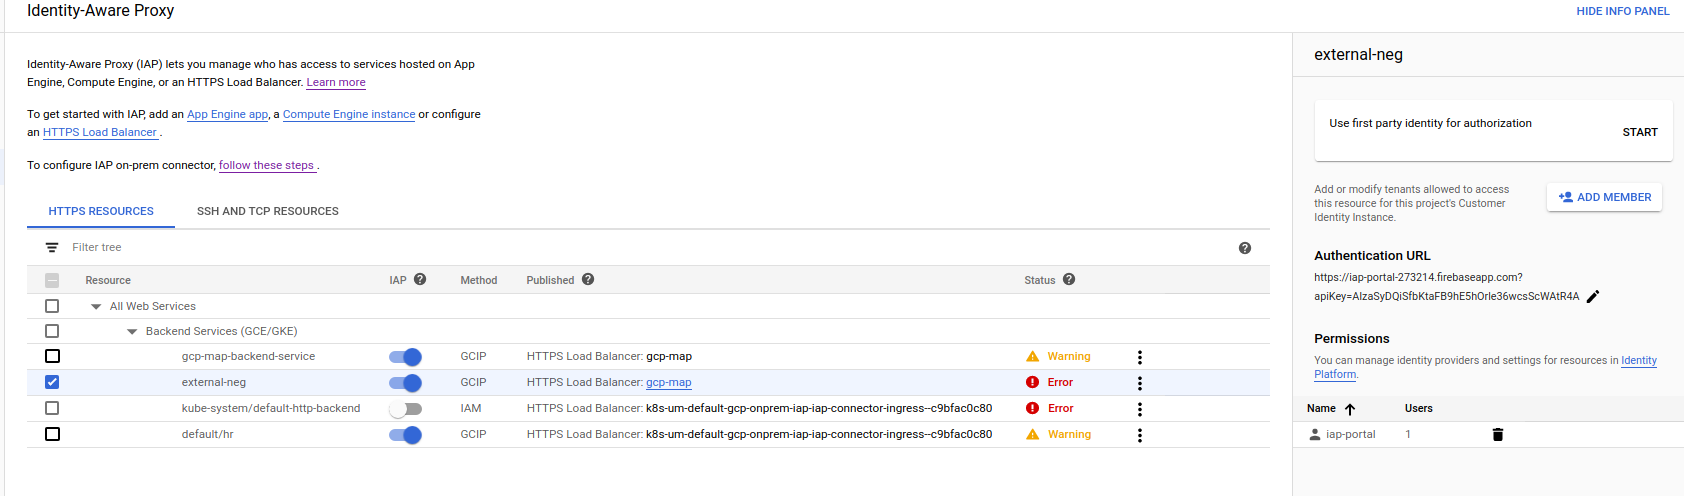 Identity-Aware Proxy
HIDE INFO PANEL
Identity-Aware Proxy (IAP) lets you manage who has access to services hosted on App
Engine, Compute Engine, or an HTTPS Load Balancer. Learn more
To get started with IAP, add an App Engine app, a Compute Engine instance or configure
an HTTPS Load Balancer .
To configure IAP on-prem connector, follow these steps .
HTTPS RESOURCES SSH AND TCP RESOURCES
Filter tree
Resource IAP Method Published Status
All Web Services
Backend Services (GCE/GKE)
gcp-map-backend-service GCIP HTTPS Load Balancer: gcp-map Warning
external-neg GCIP HTTPS Load Balancer: gcp-map Error
kube-system/default-http-backend IAM HTTPS Load Balancer: k8s-um-default-gcp-onprem-iap-iap-connector-ingress--c9bfac0c80 Error
default/hr GCIP HTTPS Load Balancer: k8s-um-default-gcp-onprem-iap-iap-connector-ingress--c9bfac0c80 Warning
external-neg
Use first party identity for authorization
START
Add or modify tenants allowed to access
this resource for this project's Customer
Identity Instance.
ADD MEMBER
Authentication URL
https://iap-portal-273214.firebaseapp.com?
apiKey=AIzaSyDQiSfbKtaFB9hE5hOrle36wcsScWAtR4A
Permissions
You can manage identity providers and settings for resources in Identity
Platform.
Name Users
iap-portal 1